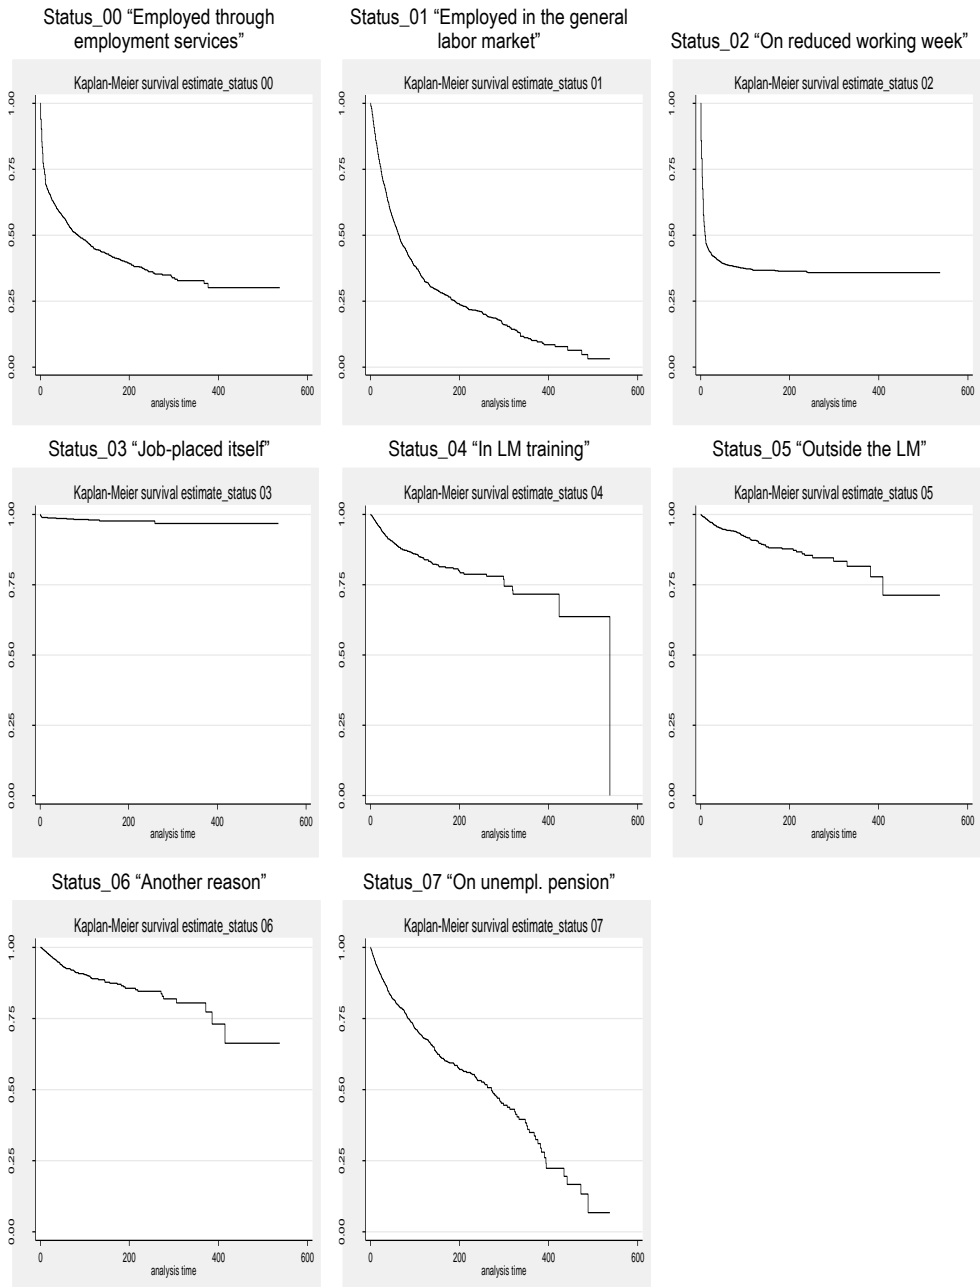 Status_00 “Employed through
employment services”
Status_01 “Employed in the general
labor market”
Status_02 “On reduced working week”
Kaplan-Meier survival estimate_status 00
1.00
0.75
0.50
0.25
0.00
0 200 400 600
analysis time
Kaplan-Meier survival estimate_status 01
1.00
0.75
0.50
0.25
0.00
0 200 400 600
analysis time
Kaplan-Meier survival estimate_status 02
1.00
0.75
0.50
0.25
0.00
0 200 400 600
analysis time
Status_03 “Job-placed itself”
Status_04 “In LM training”
Status_05 “Outside the LM”
Kaplan-Meier survival estimate_status 03
1.00
0.75
0.50
0.25
0.00
0 200 400 600
analysis time
Kaplan-Meier survival estimate_status 04
1.00
0.75
0.50
0.25
0.00
0 200 400 600
analysis time
Kaplan-Meier survival estimate_status 05
1.00
0.75
0.50
0.25
0.00
0 200 400 600
analysis time
Status_06 “Another reason”
Status_07 “On unempl. pension”
Kaplan-Meier survival estimate_status 06
1.00
0.75
0.50
0.25
0.00
0 200 400 600
analysis time
Kaplan-Meier survival estimate_status 07
1.00
0.75
0.50
0.25
0.00
0 200 400 600
analysis time